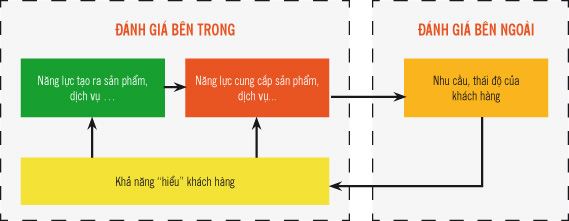 ĐÁNH GIÁ BÊN TRONG
ĐÁNH GIÁ BÊN NGOÀI
Năng lực tạo ra sản phẩm,
dịch vụ ...
Năng lực cung cấp sản phẩm,
dịch vụ...
Nhu cầu, thái độ của
khách hàng
Khả năng “hiểu” khách hàng